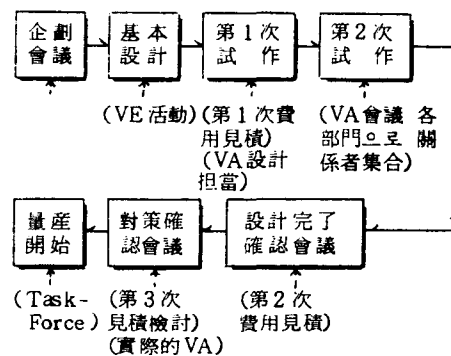 企劃
會議
基本
設計
第1次
試作
第2次
試作
(VE活動)
(第1次費
用見積)
(VA設計
担當)
(VA會議 各
部門으로 關
係者集合)
量産
開始
對策確
認會議
設計完了
確認會議
(Task-
Force)
(第3次
見積檢討)
(實際的VA)
(第2次
費用見積)